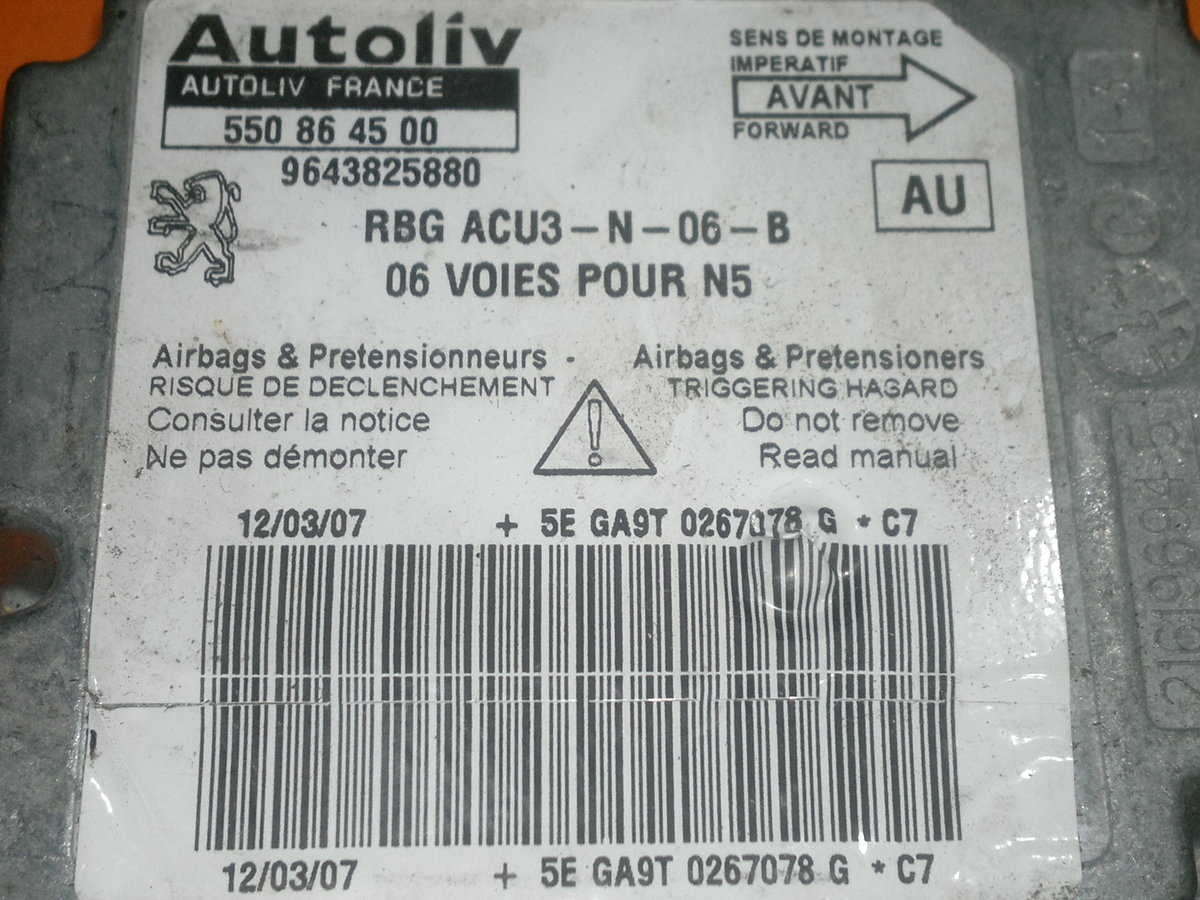 Autoliv
AUTOLIV FRANCE
550 86 45 00
9643825880
SENS DE MONTAGE
IMPERATIF
AVANT
FORWARD
AU
RBG ACU3-N-06-B
06 VOIES POUR N5
Airbags & Pretensionneurs - Airbags & Pretensioners
RISQUE DE DECLENCHEMENT TRIGGERING HAGARD
Consulter la notice Do not remove
Ne pas démonter Read manual
12/03/07 + 5E GA9T 0267078 G * C7
12/03/07 + 5E GA9T 0267078 G * C7